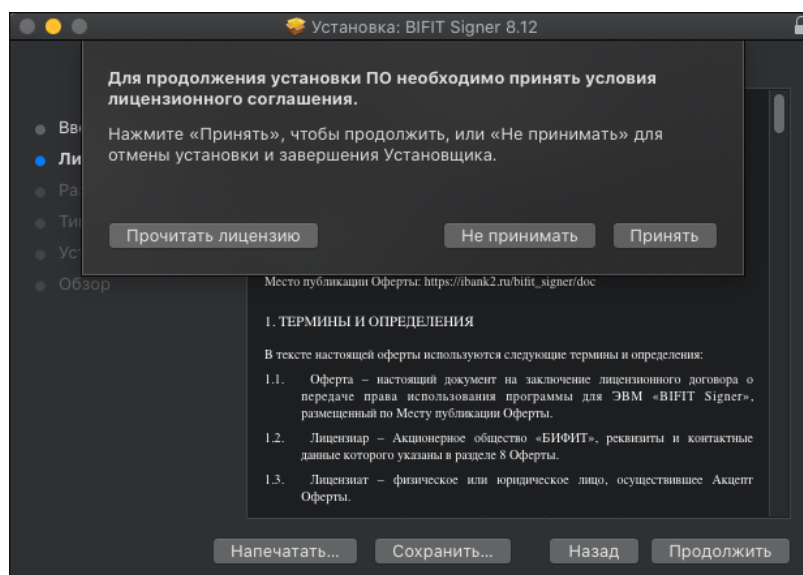 Установка: BIFIT Signer 8.12
Для продолжения установки ПО необходимо принять условия
лицензионного соглашения.
Нажмите «Принять», чтобы продолжить, или «Не принимать» для
отмены установки и завершения Установщика.
Прочитать лицензию
Не принимать
Принять
Вв
Ли
Ра
Ти
Ус
Обзор
Место публикации Оферты: https://ibank2.ru/bifit_signer/doc
1. ТЕРМИНЫ И ОПРЕДЕЛЕНИЯ
В тексте настоящей оферты используются следующие термины и определения:
1.1. Оферта – настоящий документ на заключение лицензионного договора о
передаче права использования программы для ЭВМ «BIFIT Signer»,
размещенный по Месту публикации Оферты.
1.2. Лицензиар – Акционерное общество «БИФИТ», реквизиты и контактные
данные которого указаны в разделе 8 Оферты.
1.3. Лицензиат – физическое или юридическое лицо, осуществившее Акцепт
Оферты.
Напечатать...
Сохранить...
Назад
Продолжить